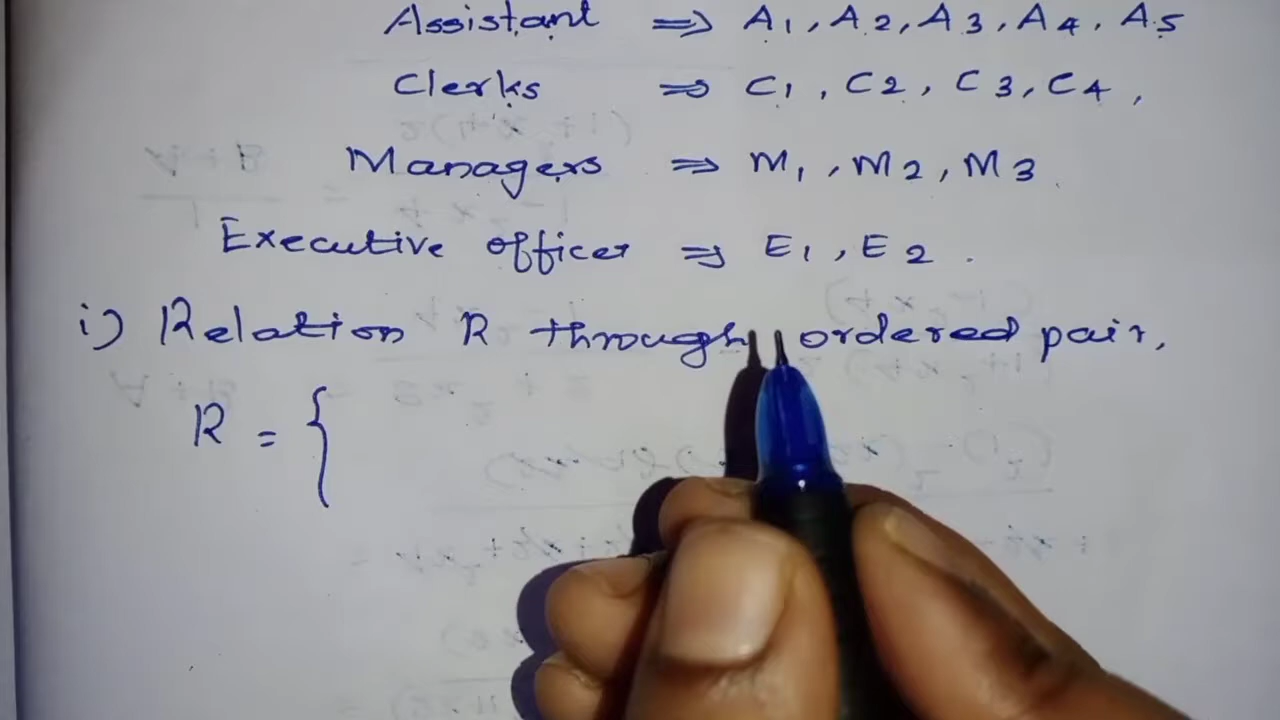 Assistant ⇒ A1, A2, A3, A4, A5
Clerks ⇒ C1, C2, C3, C4,
Managers ⇒ M1, M2, M3.
Executive officer ⇒ E1, E2.
i) Relation R through ordered pair,
R = {